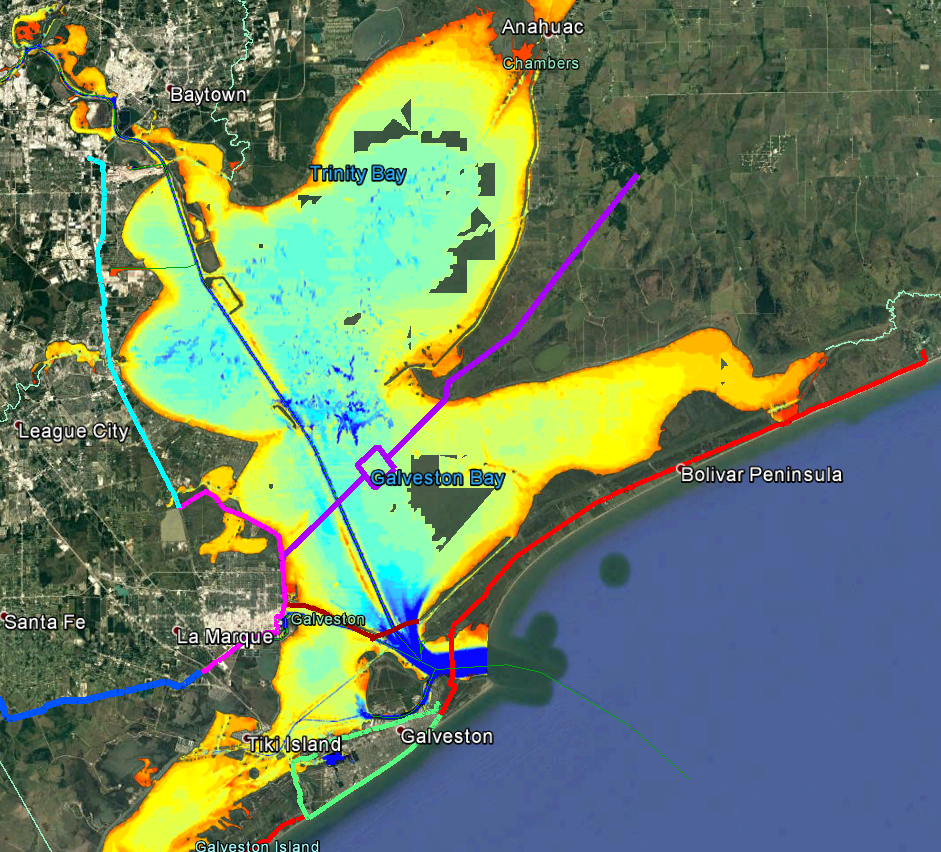 Anahuac
Chambers
Baytown
Trinity Bay
League City
Galveston Bay
Bolivar Peninsula
Santa Fe
Galveston
La Marque
Tiki Island
Galveston
Galveston Island